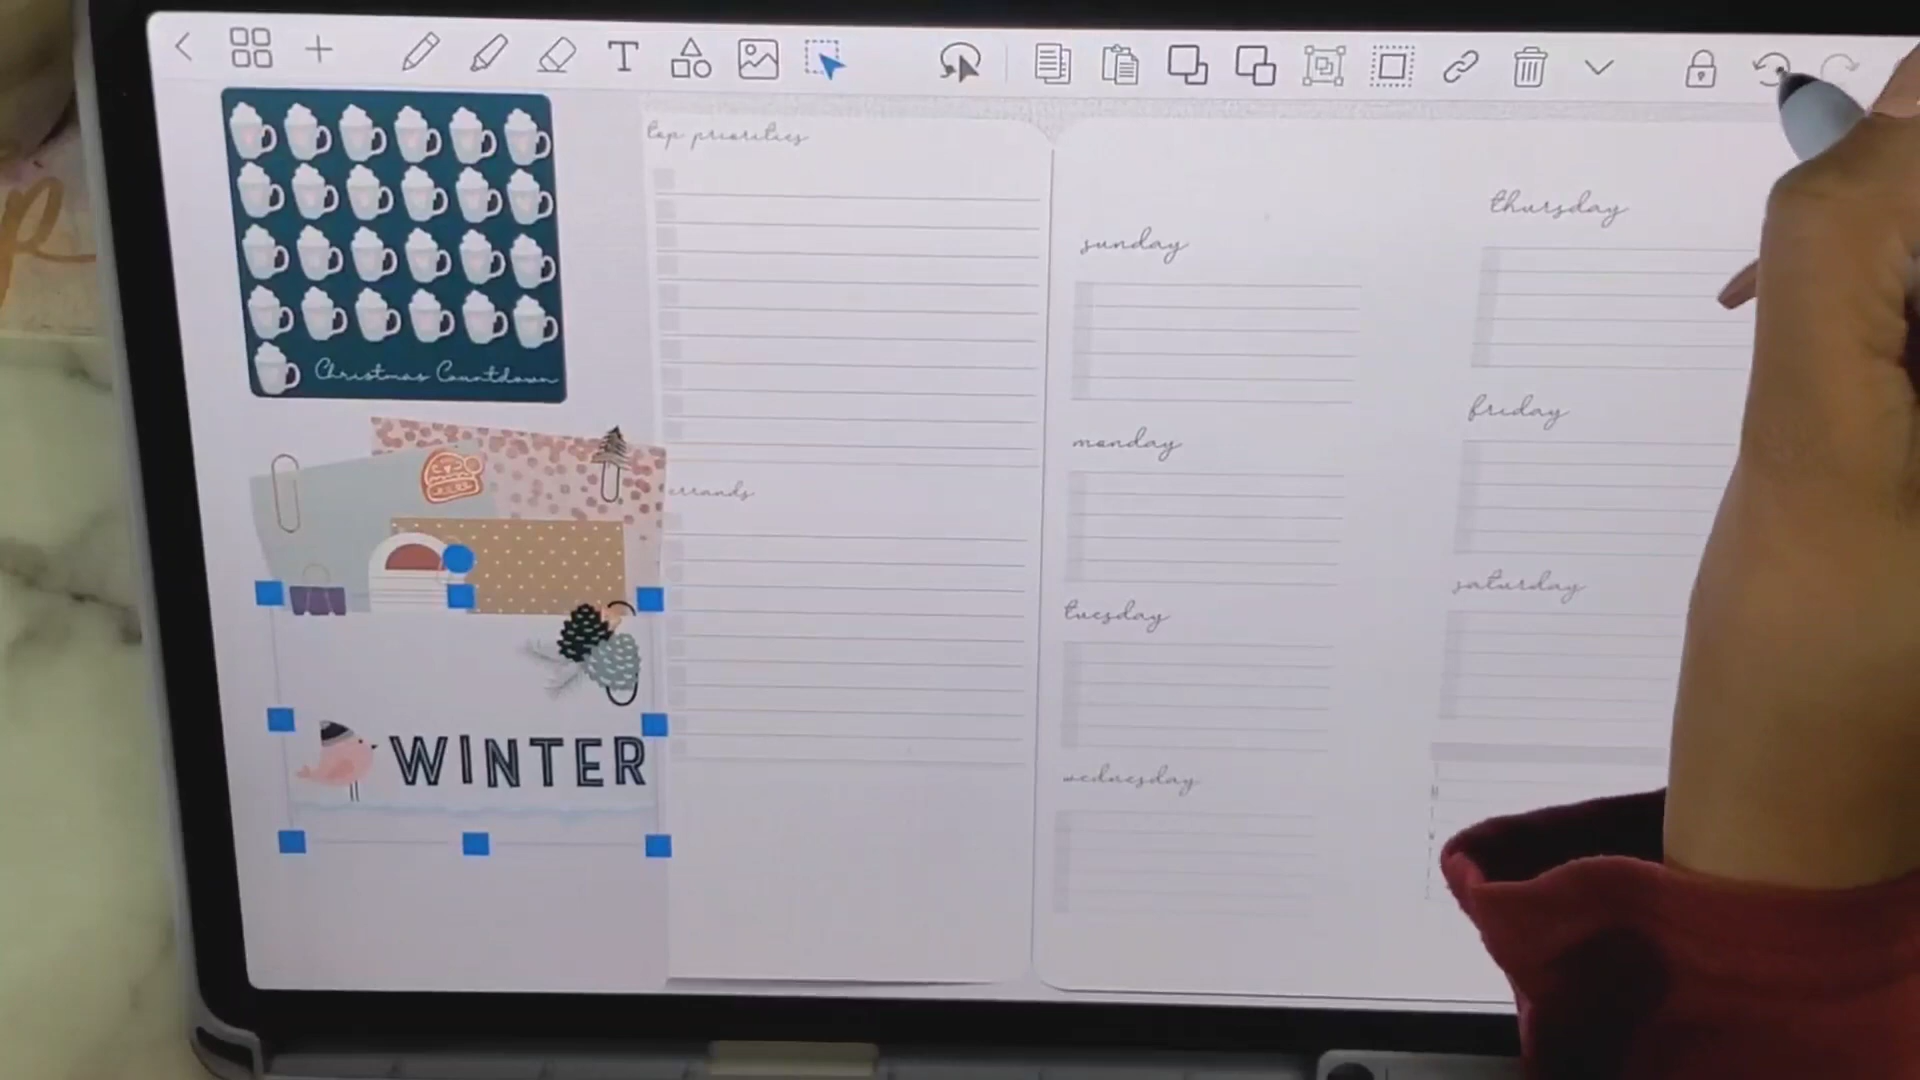 T
Christmas Countdown
WINTER
top priorities
errands
sunday
monday
tuesday
wednesday
thursday
friday
saturday